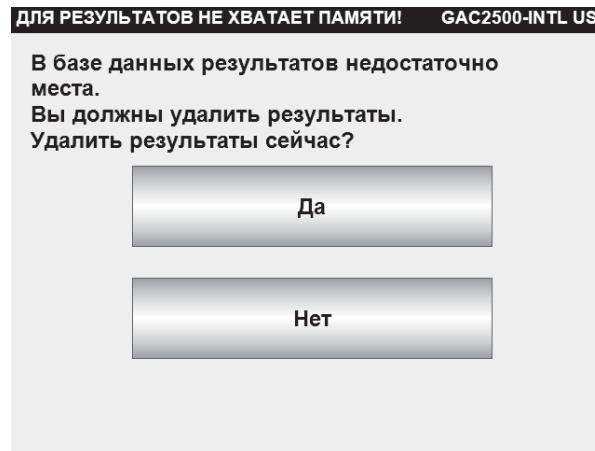 ДЛЯ РЕЗУЛЬТАТОВ НЕ ХВАТАЕТ ПАМЯТИ! GAC2500-INTL US
В базе данных результатов недостаточно
места.
Вы должны удалить результаты.
Удалить результаты сейчас?
Да
Нет